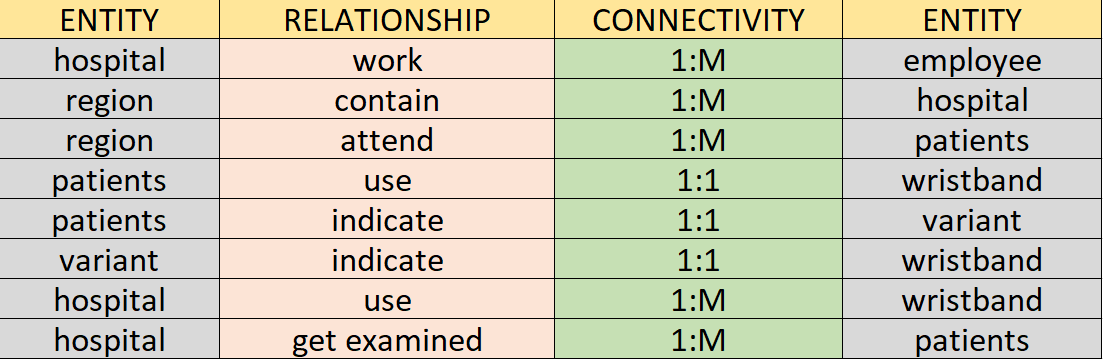 ENTITY RELATIONSHIP CONNECTIVITY ENTITY
hospital work 1:M employee
region contain 1:M hospital
region attend 1:M patients
patients use 1:1 wristband
patients indicate 1:1 variant
variant indicate 1:1 wristband
hospital use 1:M wristband
hospital get examined 1:M patients